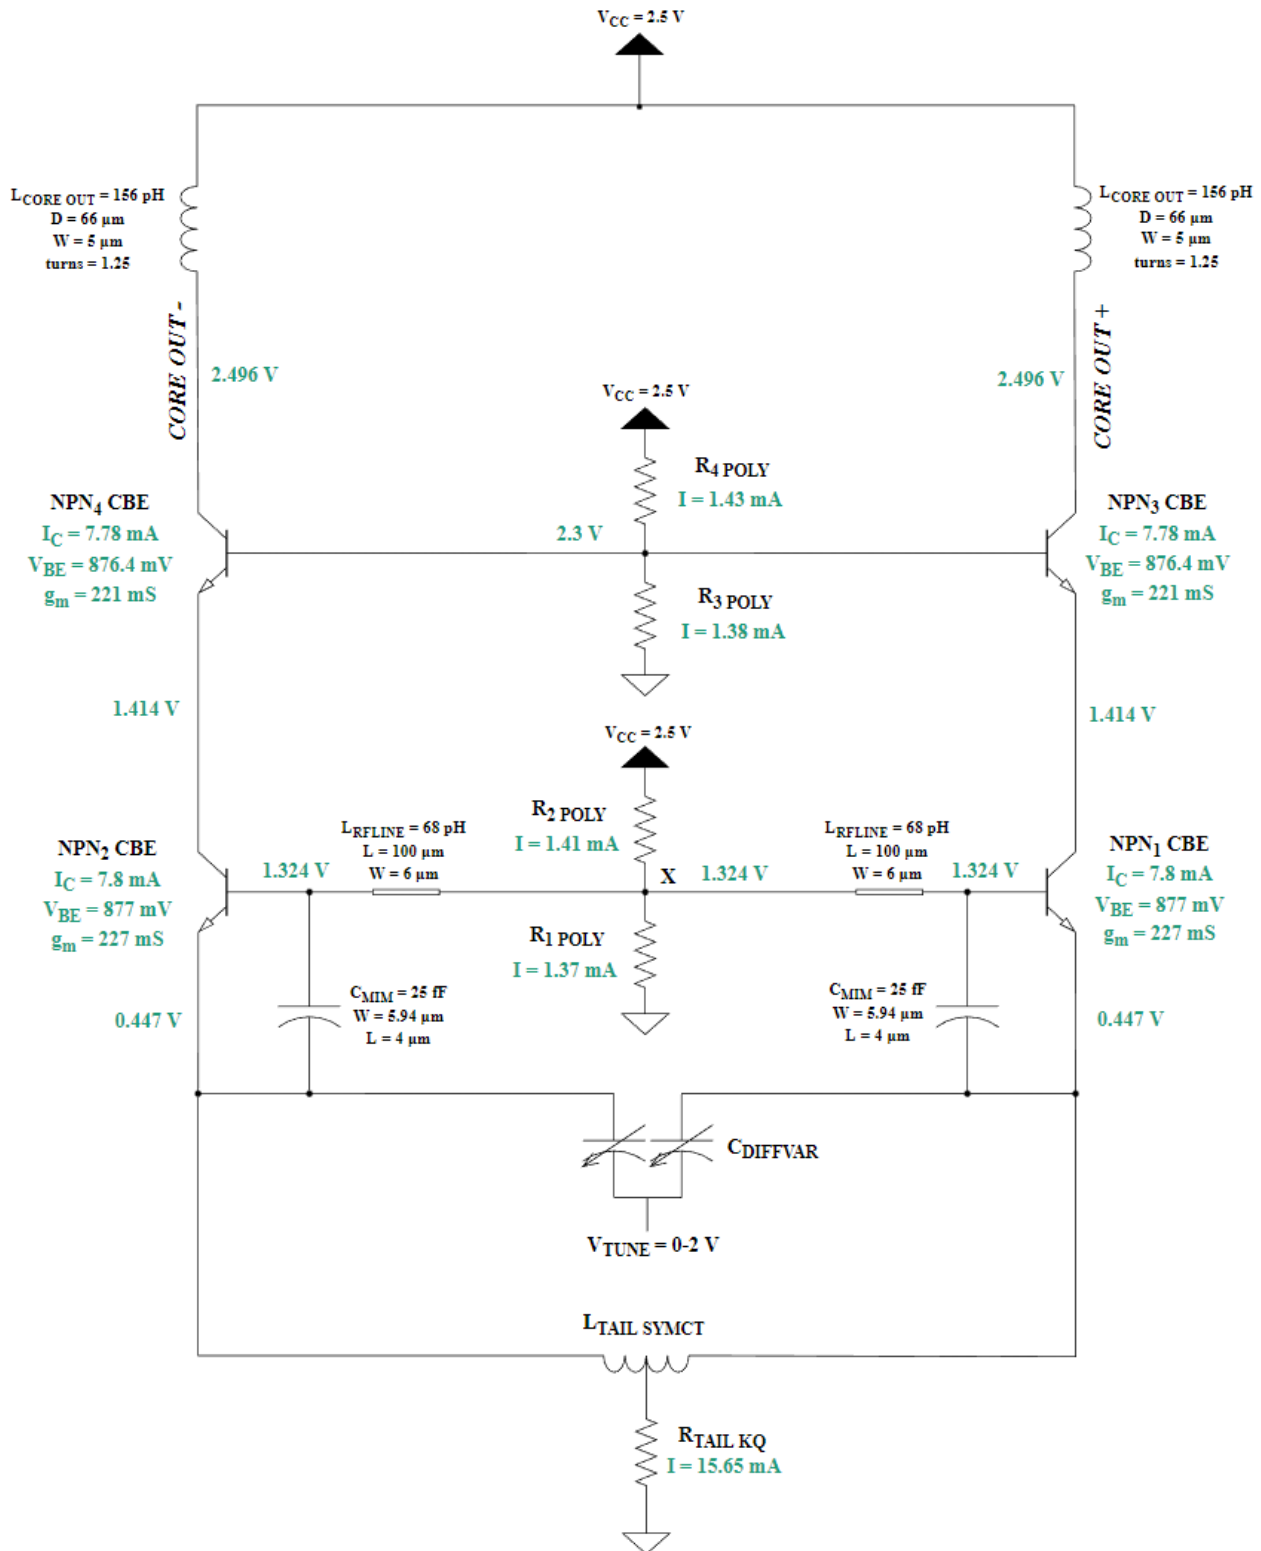 VCC = 2.5 V
LCORE OUT = 156 pH
D = 66 µm
W = 5 µm
turns = 1.25
LCORE OUT = 156 pH
D = 66 µm
W = 5 µm
turns = 1.25
CORE OUT -
CORE OUT +
2.496 V
2.496 V
VCC = 2.5 V
R4 POLY
I = 1.43 mA
NPN4 CBE
IC = 7.78 mA
VBE = 876.4 mV
gm = 221 mS
2.3 V
NPN3 CBE
IC = 7.78 mA
VBE = 876.4 mV
gm = 221 mS
R3 POLY
I = 1.38 mA
1.414 V
1.414 V
VCC = 2.5 V
R2 POLY
I = 1.41 mA
LRFLINE = 68 pH
L = 100 µm
W = 6 µm
LRFLINE = 68 pH
L = 100 µm
W = 6 µm
NPN2 CBE
IC = 7.8 mA
VBE = 877 mV
gm = 227 mS
1.324 V
X
1.324 V
1.324 V
NPN1 CBE
IC = 7.8 mA
VBE = 877 mV
gm = 227 mS
R1 POLY
I = 1.37 mA
CMIM = 25 fF
W = 5.94 µm
L = 4 µm
CMIM = 25 fF
W = 5.94 µm
L = 4 µm
0.447 V
0.447 V
CDIFFVAR
VTUNE = 0-2 V
LTAIL SYMCT
RTAIL KQ
I = 15.65 mA